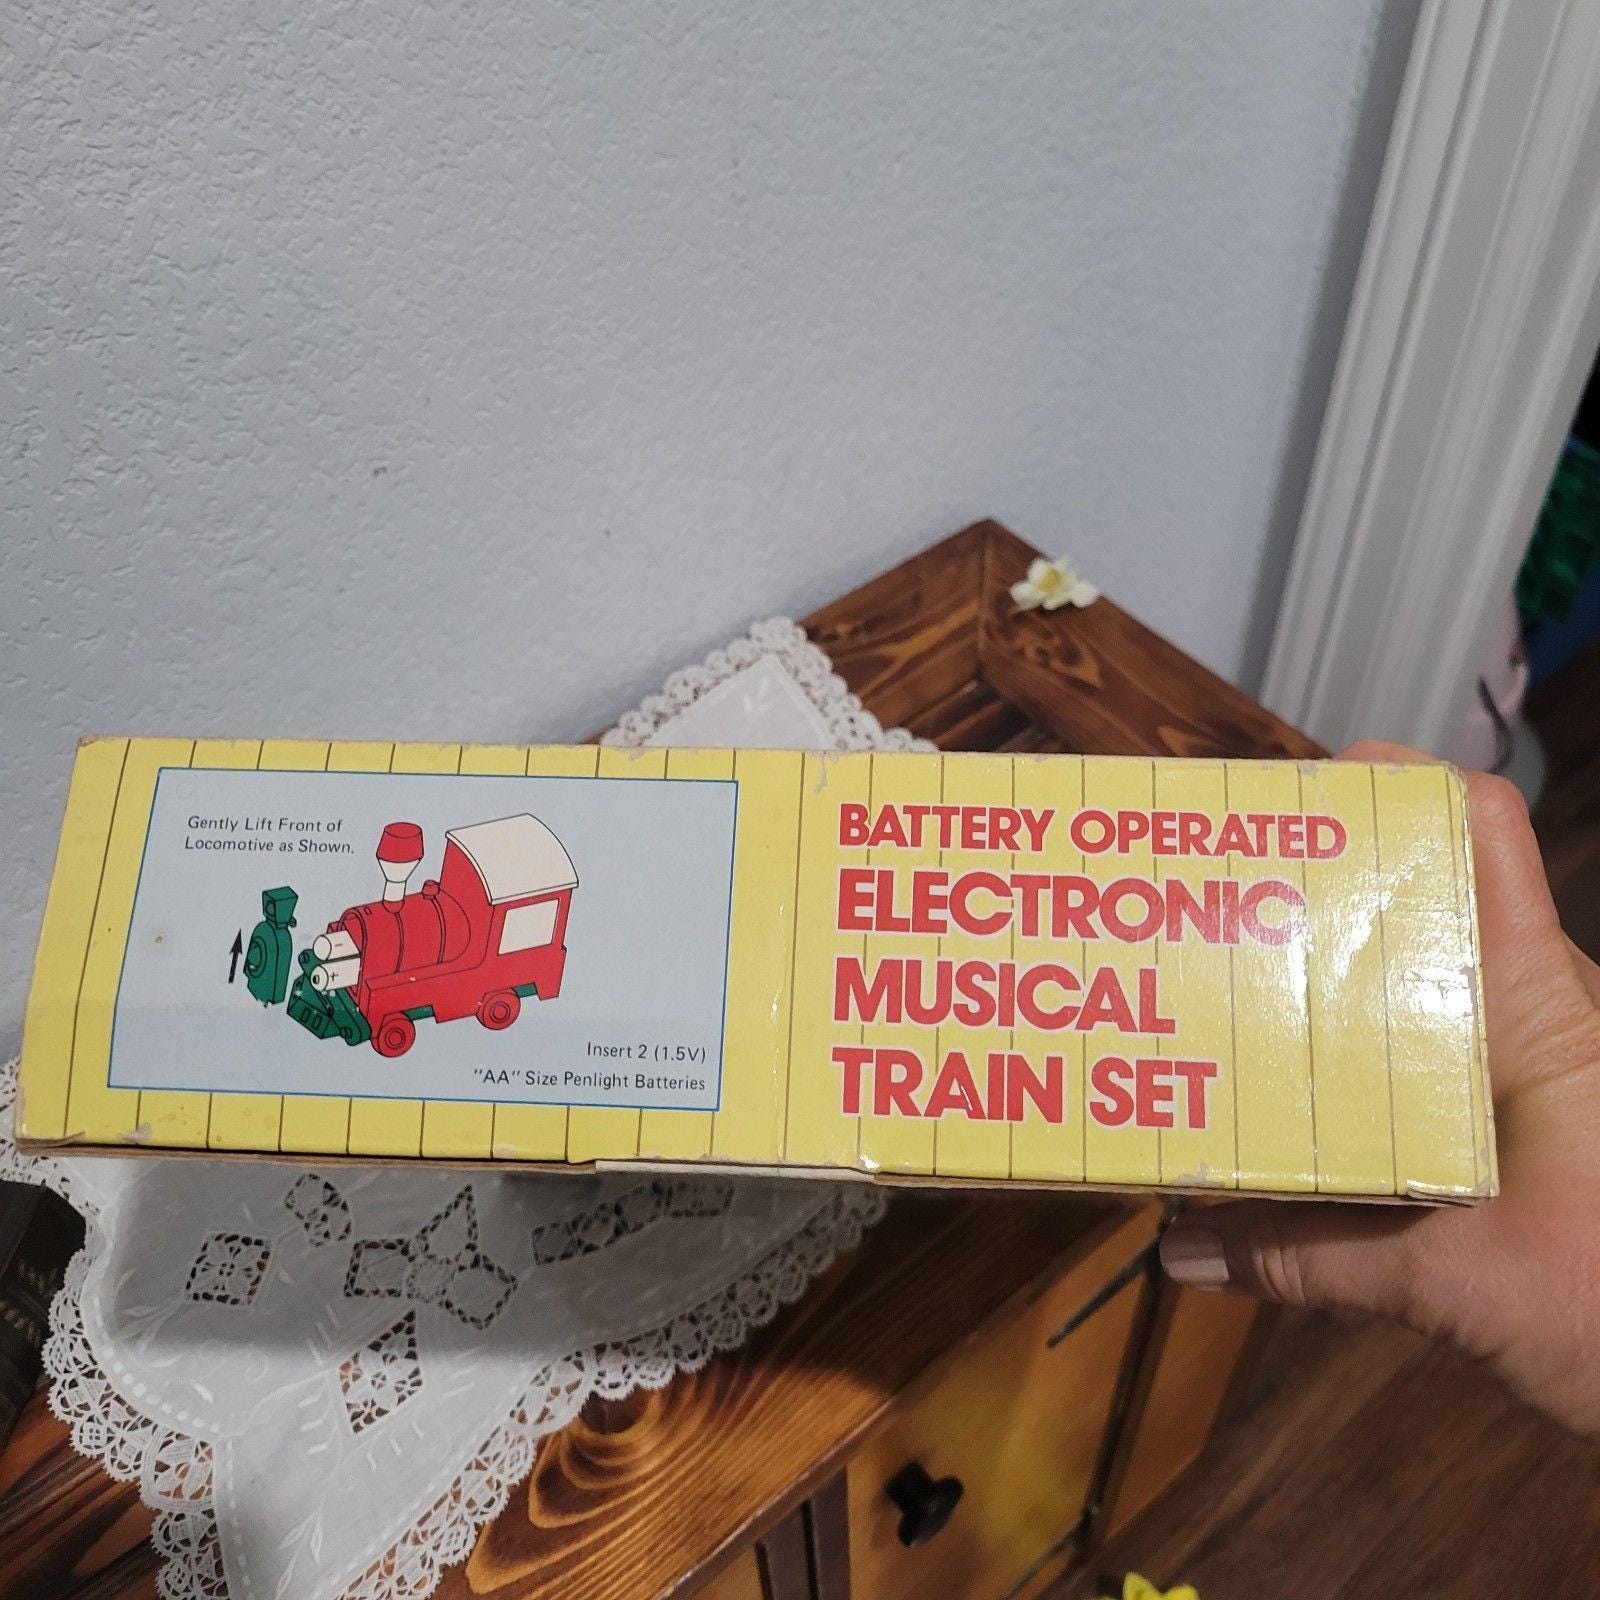 Gently Lift Front of
Locomotive as Shown.
- 
+
Insert 2 (1.5V)
"AA" Size Penlight Batteries
BATTERY OPERATED
ELECTRONIC
MUSICAL
TRAIN SET